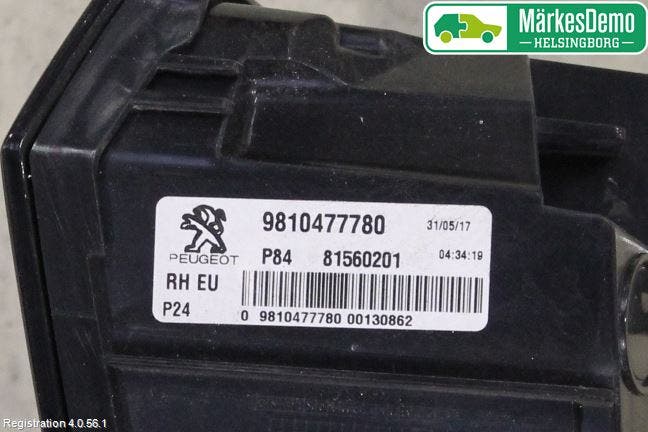 MärkesDemo
HELSINGBORG
PEUGEOT
9810477780 31/05/17
P84 81560201 04:34:19
RH EU
P24
0 9810477780 00130862
Registration 4.0.56.1